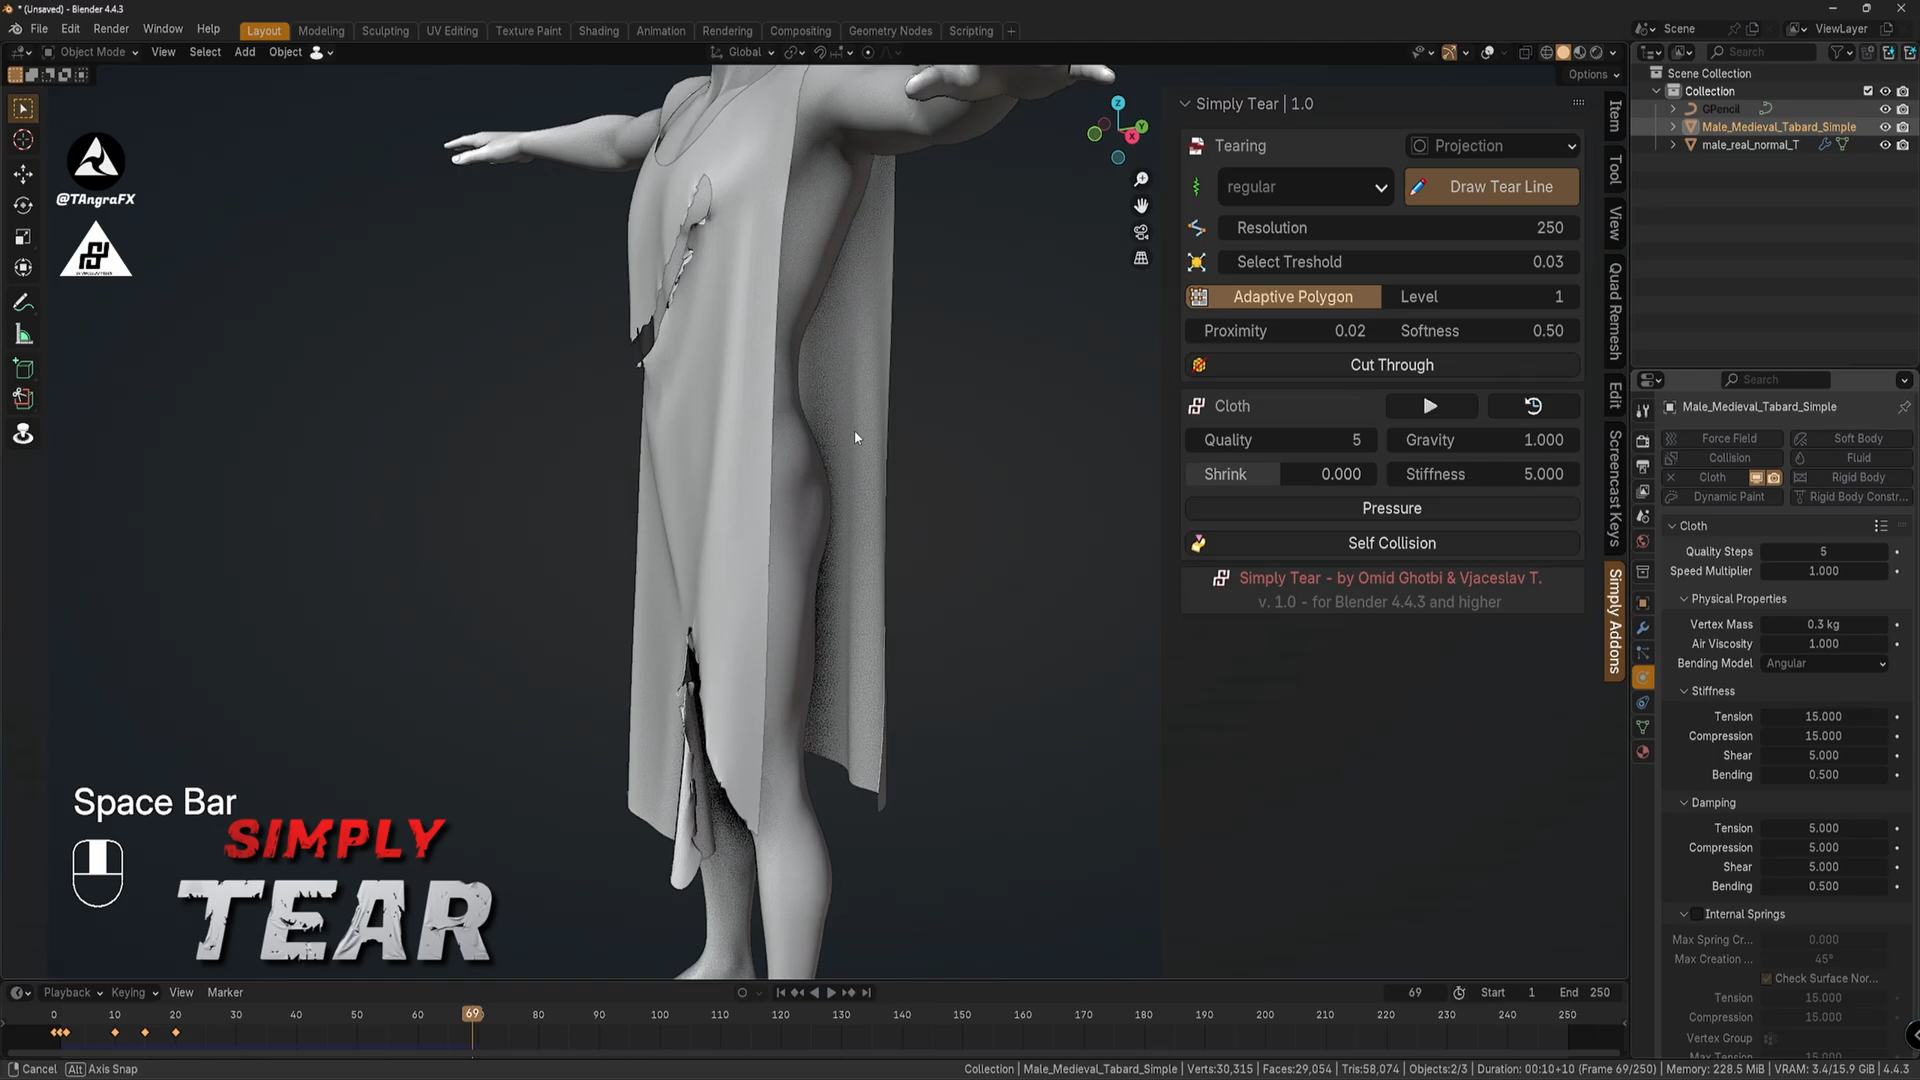 * (Unsaved) - Blender 4.4.3
File Edit Render Window Help Layout Modeling Sculpting UV Editing Texture Paint Shading Animation Rendering Compositing Geometry Nodes Scripting +
Scene ViewLayer
Object Mode View Select Add Object Global
Search
Options
Scene Collection
Collection
GPencil
Male_Medieval_Tabard_Simple
male_real_normal_T
@TAngraFX
Z
Y
X
Simply Tear | 1.0
Tearing Projection
regular Draw Tear Line
Resolution 250
Select Treshold 0.03
Adaptive Polygon Level 1
Proximity 0.02 Softness 0.50
Cut Through
Cloth
Quality 5 Gravity 1.000
Shrink 0.000 Stiffness 5.000
Pressure
Self Collision
Simply Tear - by Omid Ghotbi & Vjaceslav T.
v. 1.0 - for Blender 4.4.3 and higher
Item
Tool
View
Quad Remesh
Edit
Screencast Keys
Simply Addons
Search
Male_Medieval_Tabard_Simple
Force Field Soft Body
Collision Fluid
Cloth Rigid Body
Dynamic Paint Rigid Body Constr...
Cloth
Quality Steps 5
Speed Multiplier 1.000
Physical Properties
Vertex Mass 0.3 kg
Air Viscosity 1.000
Bending Model Angular
Stiffness
Tension 15.000
Compression 15.000
Shear 5.000
Bending 0.500
Damping
Tension 5.000
Compression 5.000
Shear 5.000
Bending 0.500
Internal Springs
Max Spring Cr... 0.000
Max Creation ... 45°
Check Surface Nor...
Tension 15.000
Compression 15.000
Vertex Group
Max Tension 15.000
Space Bar
SIMPLY
TEAR
Playback Keying View Marker 69 Start 1 End 250
0 10 20 30 40 50 60 69 80 90 100 110 120 130 140 150 160 170 180 190 200 210 220 230 240 250
Cancel Alt Axis Snap
Collection | Male_Medieval_Tabard_Simple | Verts:30,315 | Faces:29,054 | Tris:58,074 | Objects:2/3 | Duration: 00:10+10 (Frame 69/250) | Memory: 228.5 MiB | VRAM: 3.4/15.9 GiB | 4.4.3